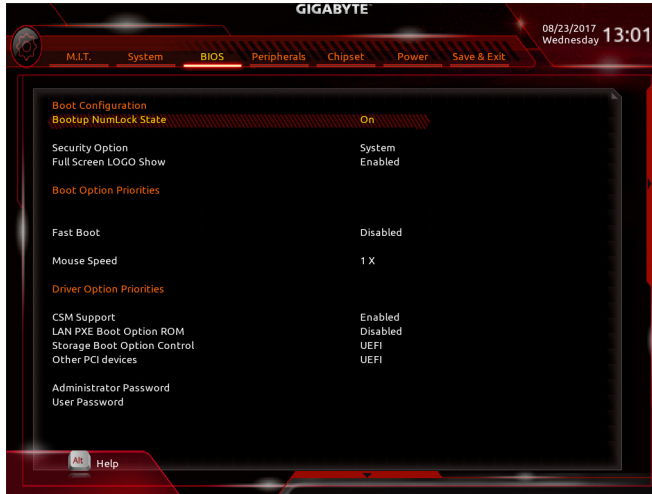 GIGABYTE™
08/23/2017
Wednesday 13:01
M.I.T. System BIOS Peripherals Chipset Power Save & Exit
Boot Configuration
Bootup NumLock State On
Security Option System
Full Screen LOGO Show Enabled
Boot Option Priorities
Fast Boot Disabled
Mouse Speed 1 X
Driver Option Priorities
CSM Support Enabled
LAN PXE Boot Option ROM Disabled
Storage Boot Option Control UEFI
Other PCI devices UEFI
Administrator Password
User Password
Alt Help